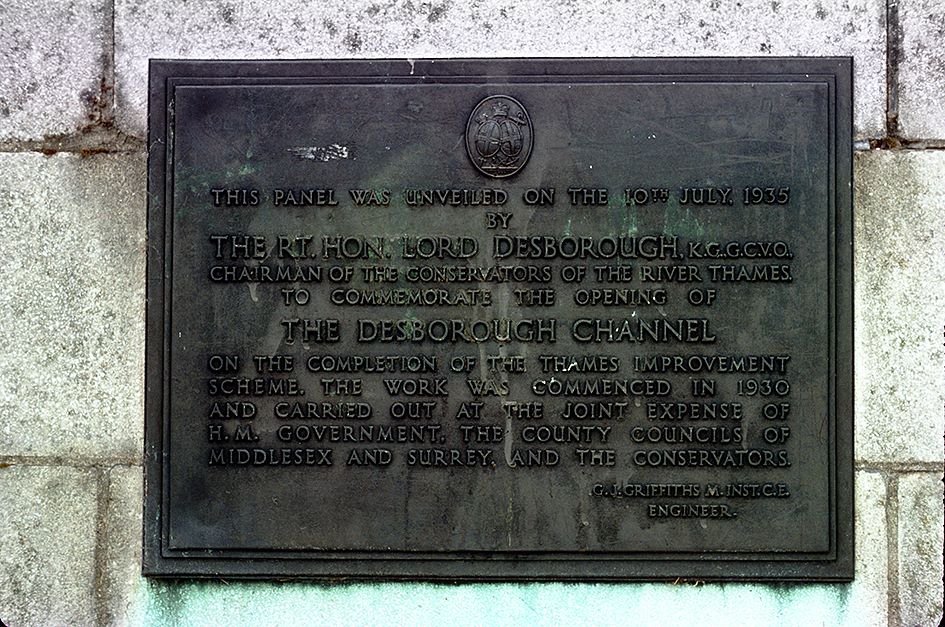 THIS PANEL WAS UNVEILED ON THE 10TH JULY, 1935
BY
THE RT. HON. LORD DESBOROUGH, K.G., G.C.V.O.,
CHAIRMAN OF THE CONSERVATORS OF THE RIVER THAMES,
TO COMMEMORATE THE OPENING OF
THE DESBOROUGH CHANNEL
ON THE COMPLETION OF THE THAMES IMPROVEMENT
SCHEME. THE WORK WAS COMMENCED IN 1930
AND CARRIED OUT AT THE JOINT EXPENSE OF
H.M. GOVERNMENT, THE COUNTY COUNCILS OF
MIDDLESEX AND SURREY, AND THE CONSERVATORS.
G. J. GRIFFITHS M. INST. C.E.
ENGINEER.